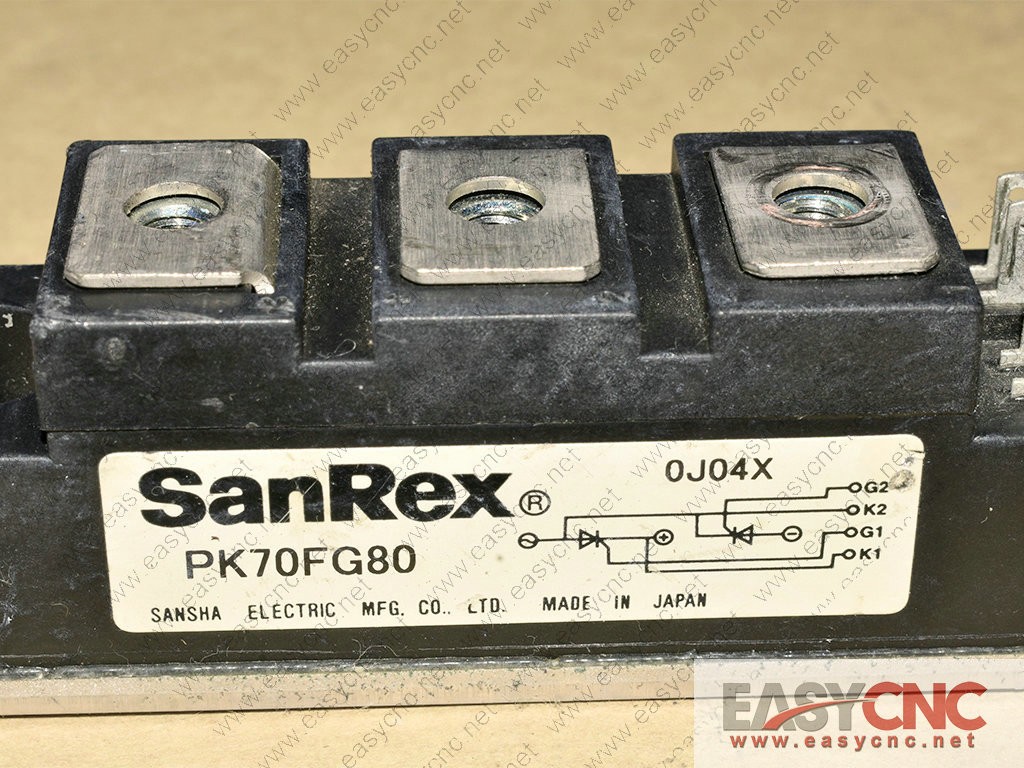 SanRex®
0J04X
PK70FG80
G2
K2
G1
K1
SANSHA ELECTRIC MFG. CO., LTD. MADE IN JAPAN
EASYCNC
www.easycnc.net